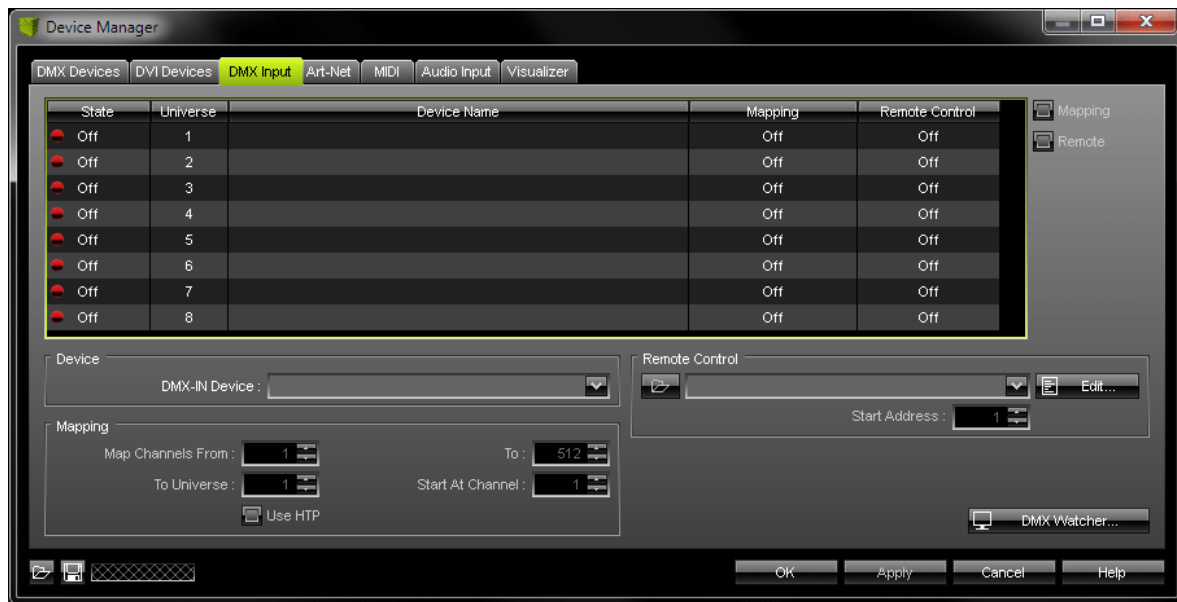 Device Manager
DMX Devices DVI Devices DMX Input Art-Net MIDI Audio Input Visualizer
State Universe Device Name Mapping Remote Control
Off 1 Off Off
Off 2 Off Off
Off 3 Off Off
Off 4 Off Off
Off 5 Off Off
Off 6 Off Off
Off 7 Off Off
Off 8 Off Off
Mapping
Remote
Device
DMX-IN Device :
Remote Control
Edit...
Start Address : 1
Mapping
Map Channels From : 1 To : 512
To Universe : 1 Start At Channel : 1
Use HTP
DMX Watcher...
OK Apply Cancel Help